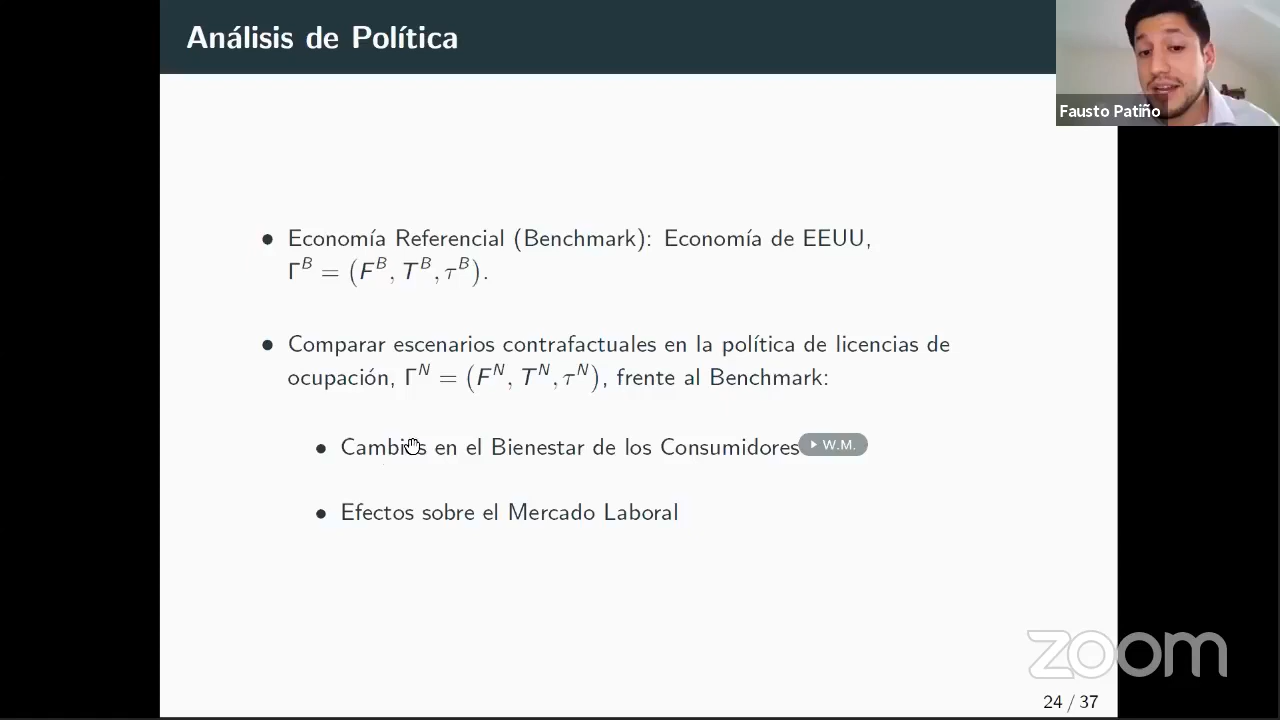 Análisis de Política
Fausto Patiño
• Economía Referencial (Benchmark): Economía de EEUU,
Γ^B = (F^B, T^B, τ^B).
• Comparar escenarios contrafactuales en la política de licencias de
ocupación, Γ^N = (F^N, T^N, τ^N), frente al Benchmark:
• Cambios en el Bienestar de los Consumidores ▶ W.M.
• Efectos sobre el Mercado Laboral
zoom
24 / 37